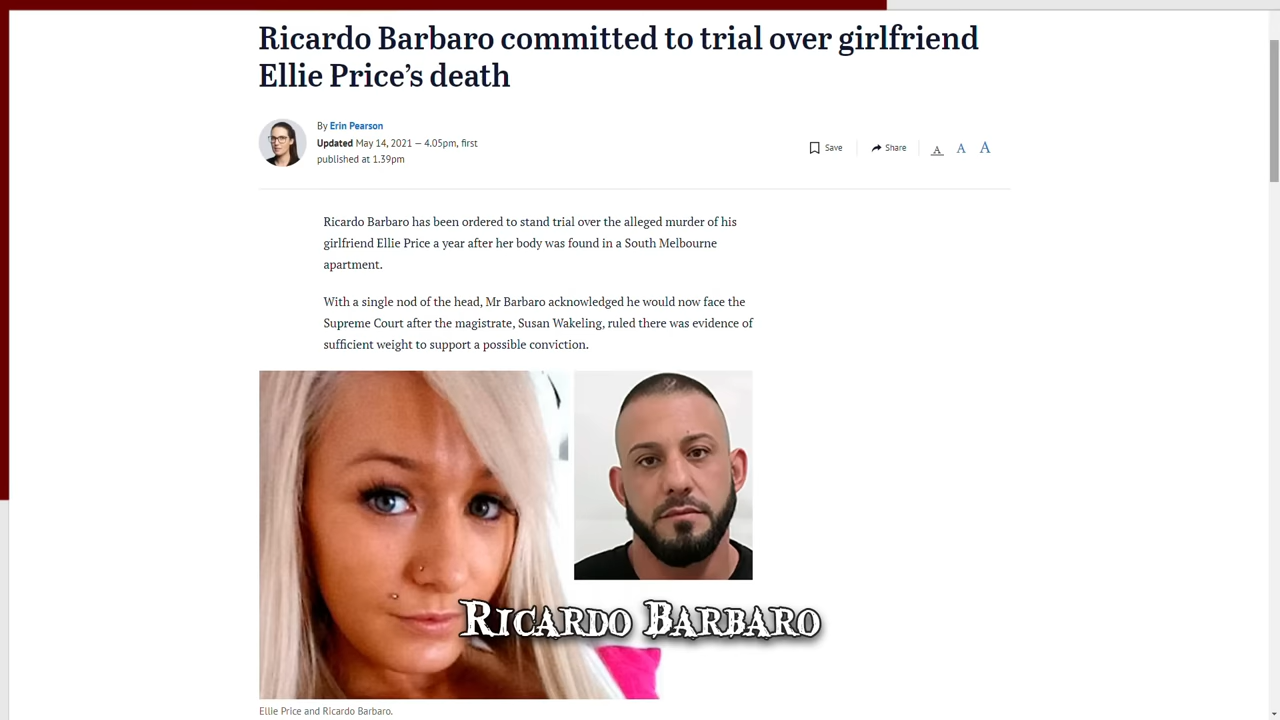 Ricardo Barbaro committed to trial over girlfriend
Ellie Price’s death
By Erin Pearson
Updated May 14, 2021 — 4.05pm, first
published at 1.39pm
Save
Share
A A A
Ricardo Barbaro has been ordered to stand trial over the alleged murder of his
girlfriend Ellie Price a year after her body was found in a South Melbourne
apartment.
With a single nod of the head, Mr Barbaro acknowledged he would now face the
Supreme Court after the magistrate, Susan Wakeling, ruled there was evidence of
sufficient weight to support a possible conviction.
Ricardo Barbaro
Ellie Price and Ricardo Barbaro.